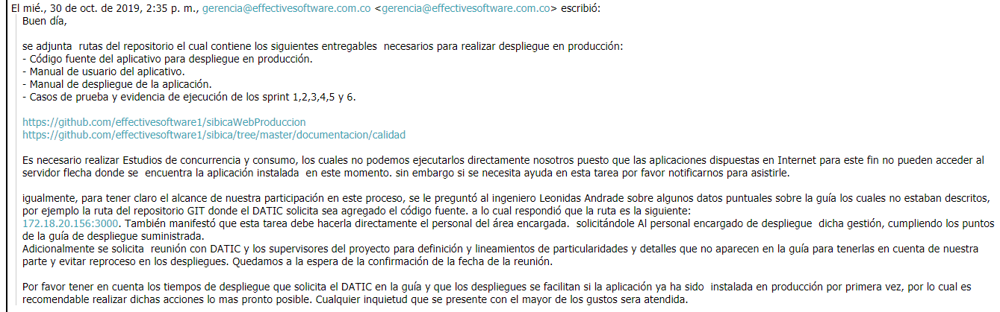 El mié., 30 de oct. de 2019, 2:35 p. m., gerencia@effectivesoftware.com.co <gerencia@effectivesoftware.com.co> escribió:
Buen día,
se adjunta  rutas del repositorio el cual contiene los siguientes entregables  necesarios para realizar despliegue en producción:
- Código fuente del aplicativo para despliegue en producción.
- Manual de usuario del aplicativo.
- Manual de despliegue de la aplicación.
- Casos de prueba y evidencia de ejecución de los sprint 1,2,3,4,5 y 6.
https://github.com/effectivesoftware1/sibicaWebProduccion
https://github.com/effectivesoftware1/sibica/tree/master/documentacion/calidad
Es necesario realizar Estudios de concurrencia y consumo, los cuales no podemos ejecutarlos directamente nosotros puesto que las aplicaciones dispuestas en Internet para este fin no pueden acceder al
servidor flecha donde se  encuentra la aplicación instalada  en este momento. sin embargo si se necesita ayuda en esta tarea por favor notificarnos para asistirle.
igualmente, para tener claro el alcance de nuestra participación en este proceso, se le preguntó al ingeniero Leonidas Andrade sobre algunos datos puntuales sobre la guía los cuales no estaban descritos,
por ejemplo la ruta del repositorio GIT donde el DATIC solicita sea agregado el código fuente. a lo cual respondió que la ruta es la siguiente:
172.18.20.156:3000. También manifestó que esta tarea debe hacerla directamente el personal del área encargada.  solicitándole Al personal encargado de despliegue  dicha gestión, cumpliendo los puntos
de la guía de despliegue suministrada.
Adicionalmente se solicita  reunión con DATIC y los supervisores del proyecto para definición y lineamientos de particularidades y detalles que no aparecen en la guía para tenerlas en cuenta de nuestra
parte y evitar reproceso en los despliegues. Quedamos a la espera de la confirmación de la fecha de la reunión.
Por favor tener en cuenta los tiempos de despliegue que solicita el DATIC en la guía y que los despliegues se facilitan si la aplicación ya ha sido  instalada en producción por primera vez, por lo cual es
recomendable realizar dichas acciones lo mas pronto posible. Cualquier inquietud que se presente con el mayor de los gustos sera atendida.